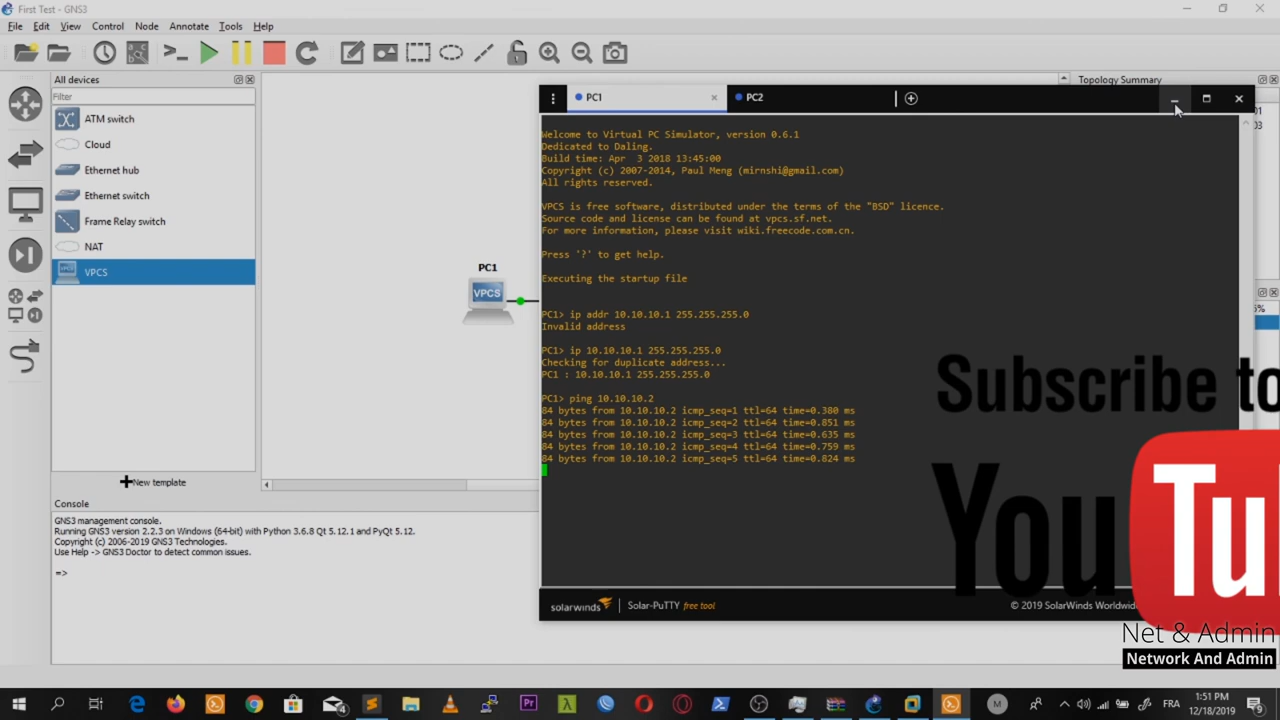 First Test - GNS3
File Edit View Control Node Annotate Tools Help
All devices
Topology Summary
Filter
ATM switch
Cloud
Ethernet hub
Ethernet switch
Frame Relay switch
NAT
VPCS
New template
PC1
VPCS
PC1 PC2
Welcome to Virtual PC Simulator, version 0.6.1
Dedicated to Daling.
Build time: Apr  3 2018 13:45:00
Copyright (c) 2007-2014, Paul Meng (mirnshi@gmail.com)
All rights reserved.
VPCS is free software, distributed under the terms of the "BSD" licence.
Source code and license can be found at vpcs.sf.net.
For more information, please visit wiki.freecode.com.cn.
Press '?' to get help.
Executing the startup file
PC1> ip addr 10.10.10.1 255.255.255.0
Invalid address
PC1> ip 10.10.10.1 255.255.255.0
Checking for duplicate address...
PC1 : 10.10.10.1 255.255.255.0
PC1> ping 10.10.10.2
84 bytes from 10.10.10.2 icmp_seq=1 ttl=64 time=0.380 ms
84 bytes from 10.10.10.2 icmp_seq=2 ttl=64 time=0.851 ms
84 bytes from 10.10.10.2 icmp_seq=3 ttl=64 time=0.635 ms
84 bytes from 10.10.10.2 icmp_seq=4 ttl=64 time=0.759 ms
84 bytes from 10.10.10.2 icmp_seq=5 ttl=64 time=0.824 ms
solarwinds Solar-PuTTY free tool © 2019 SolarWinds Worldwide
Console
GNS3 management console.
Running GNS3 version 2.2.3 on Windows (64-bit) with Python 3.6.8 Qt 5.12.1 and PyQt 5.12.
Copyright (c) 2006-2019 GNS3 Technologies.
Use Help -> GNS3 Doctor to detect common issues.
=>
Subscribe to
YouTu
Net & Admin
Network And Admin
FRA
1:51 PM
12/18/2019